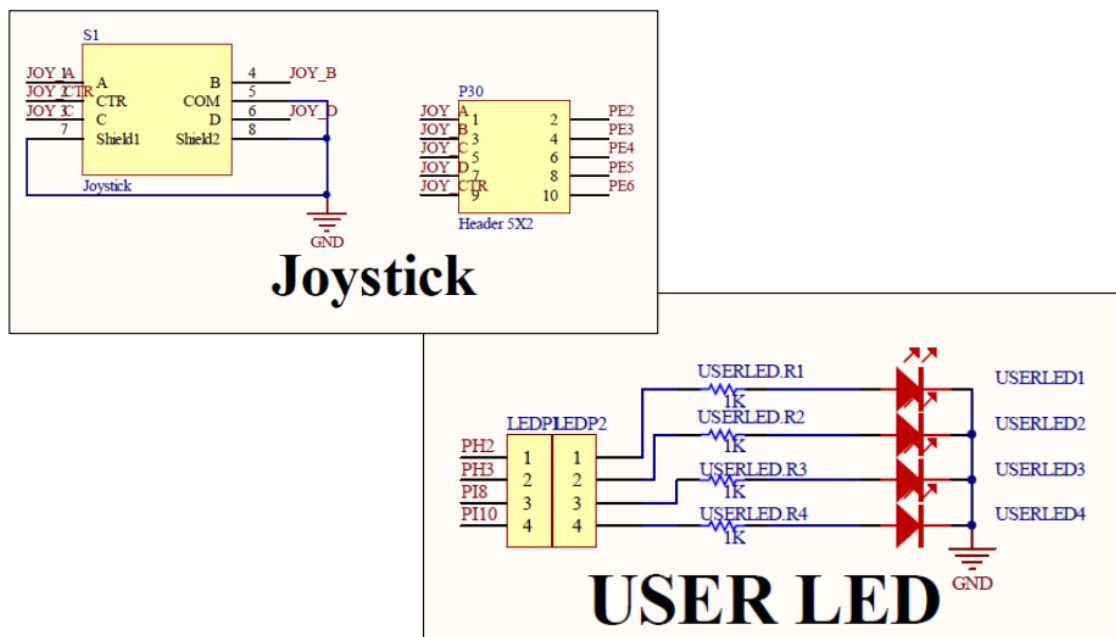 S1
JOY_A 1 A B 4 JOY_B
JOY_CTR 2 CTR COM 5
JOY_C 3 C D 6 JOY_D
7 Shield1 Shield2 8
Joystick
GND
P30
JOY_A 1 2 PE2
JOY_B 3 4 PE3
JOY_C 5 6 PE4
JOY_D 7 8 PE5
JOY_CTR 9 10 PE6
Header 5X2
Joystick
USERLED.R1 USERLED1
1K
USERLED.R2 USERLED2
1K
USERLED.R3 USERLED3
1K
USERLED.R4 USERLED4
1K
LEDP1 LEDP2
PH2 1 1
PH3 2 2
PI8 3 3
PI10 4 4
GND
USER LED